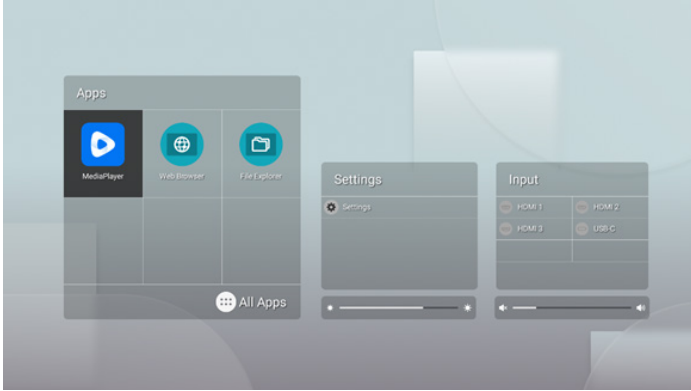 Apps
MediaPlayer
Web Browser
File Explorer
All Apps
Settings
Settings
Input
HDMI 1
HDMI 2
HDMI 3
USB-C